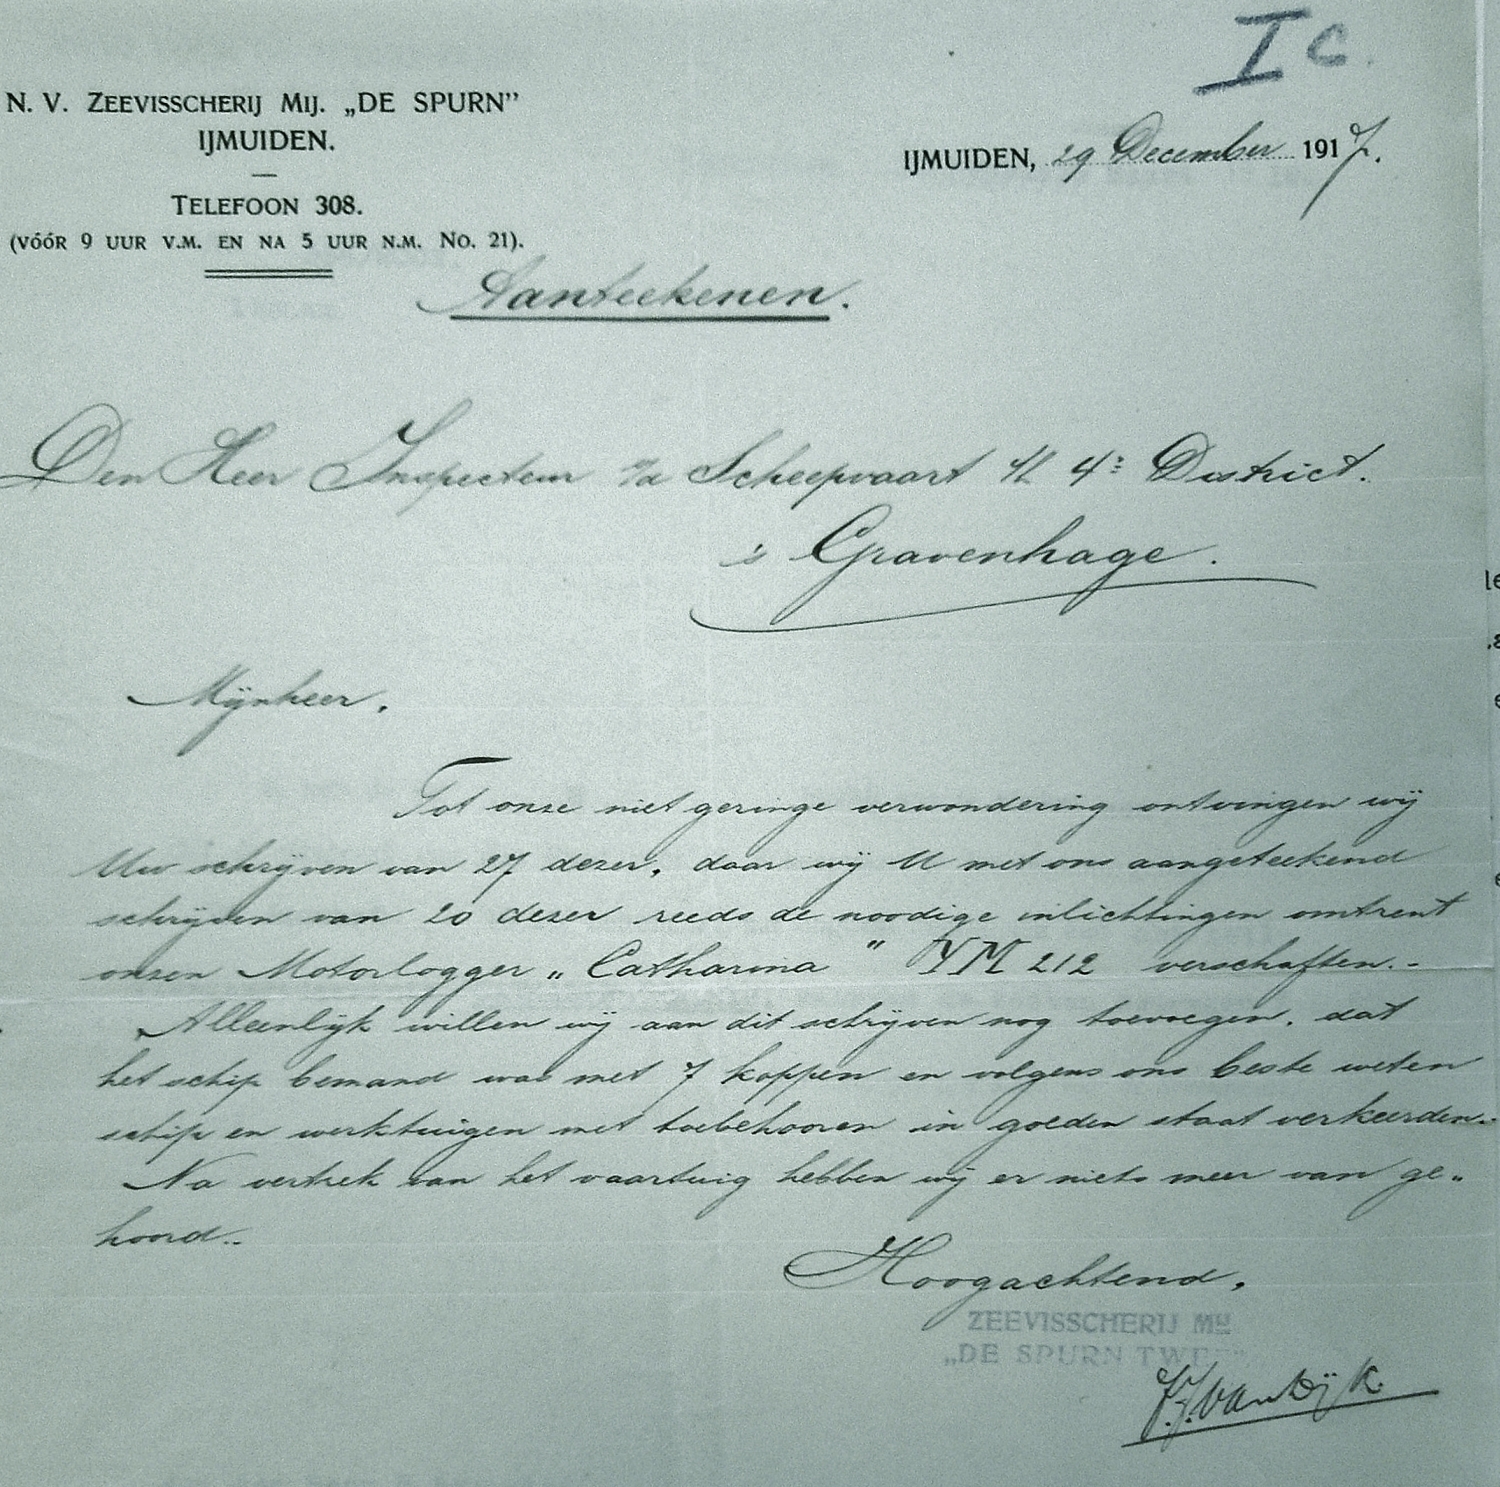 I c.
N. V. ZEEVISSCHERIJ MIJ. „DE SPURN”
IJMUIDEN.
IJMUIDEN, 29 December 1917.
TELEFOON 308.
(VÓÓR 9 UUR V.M. EN NA 5 UUR N.M. NO. 21).
Aanteekenen.
Den Heer Inspecteur v/d Scheepvaart 4e District.
's Gravenhage.
Mijnheer,
Tot onze niet geringe verwondering ontvingen wij
Uw schrijven van 27 dezer, daar wij U met ons aangeteekend
schrijven van 20 dezer reeds de noodige inlichtingen omtrent
onzen Motorlogger „Catharina" YM 212 verschaften.-
Alleenlijk willen wij aan dit schrijven nog toevoegen, dat
het schip bemand was met 7 koppen en volgens ons beste weten
schip en werktuigen met toebehooren in goeden staat verkeerden.-
Na vertrek van het vaartuig hebben wij er niets meer van ge„
hoord.-
Hoogachtend,
ZEEVISSCHERIJ MIJ
„DE SPURN TWEE”
J.J. van Dijk.